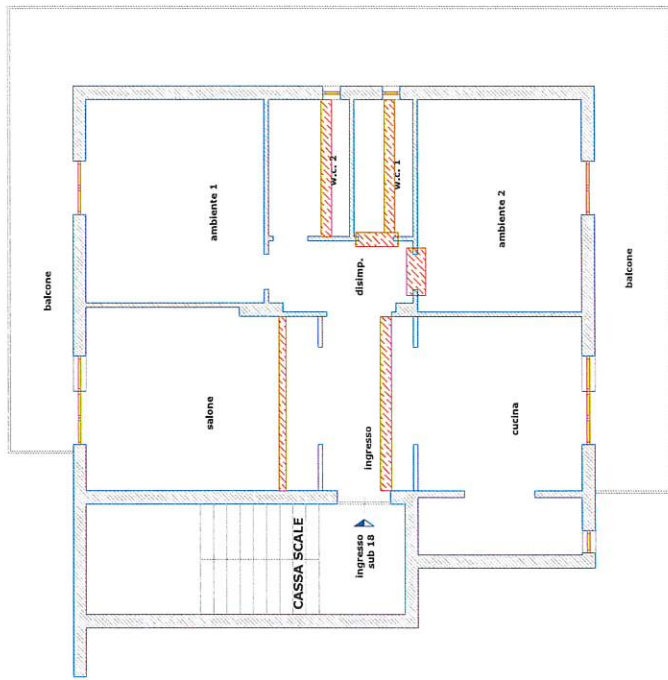 w.c. 2
w.c. 1
ambiente 1
ambiente 2
disimp.
balcone
balcone
salone
cucina
ingresso
CASSA SCALE
ingresso
sub 18